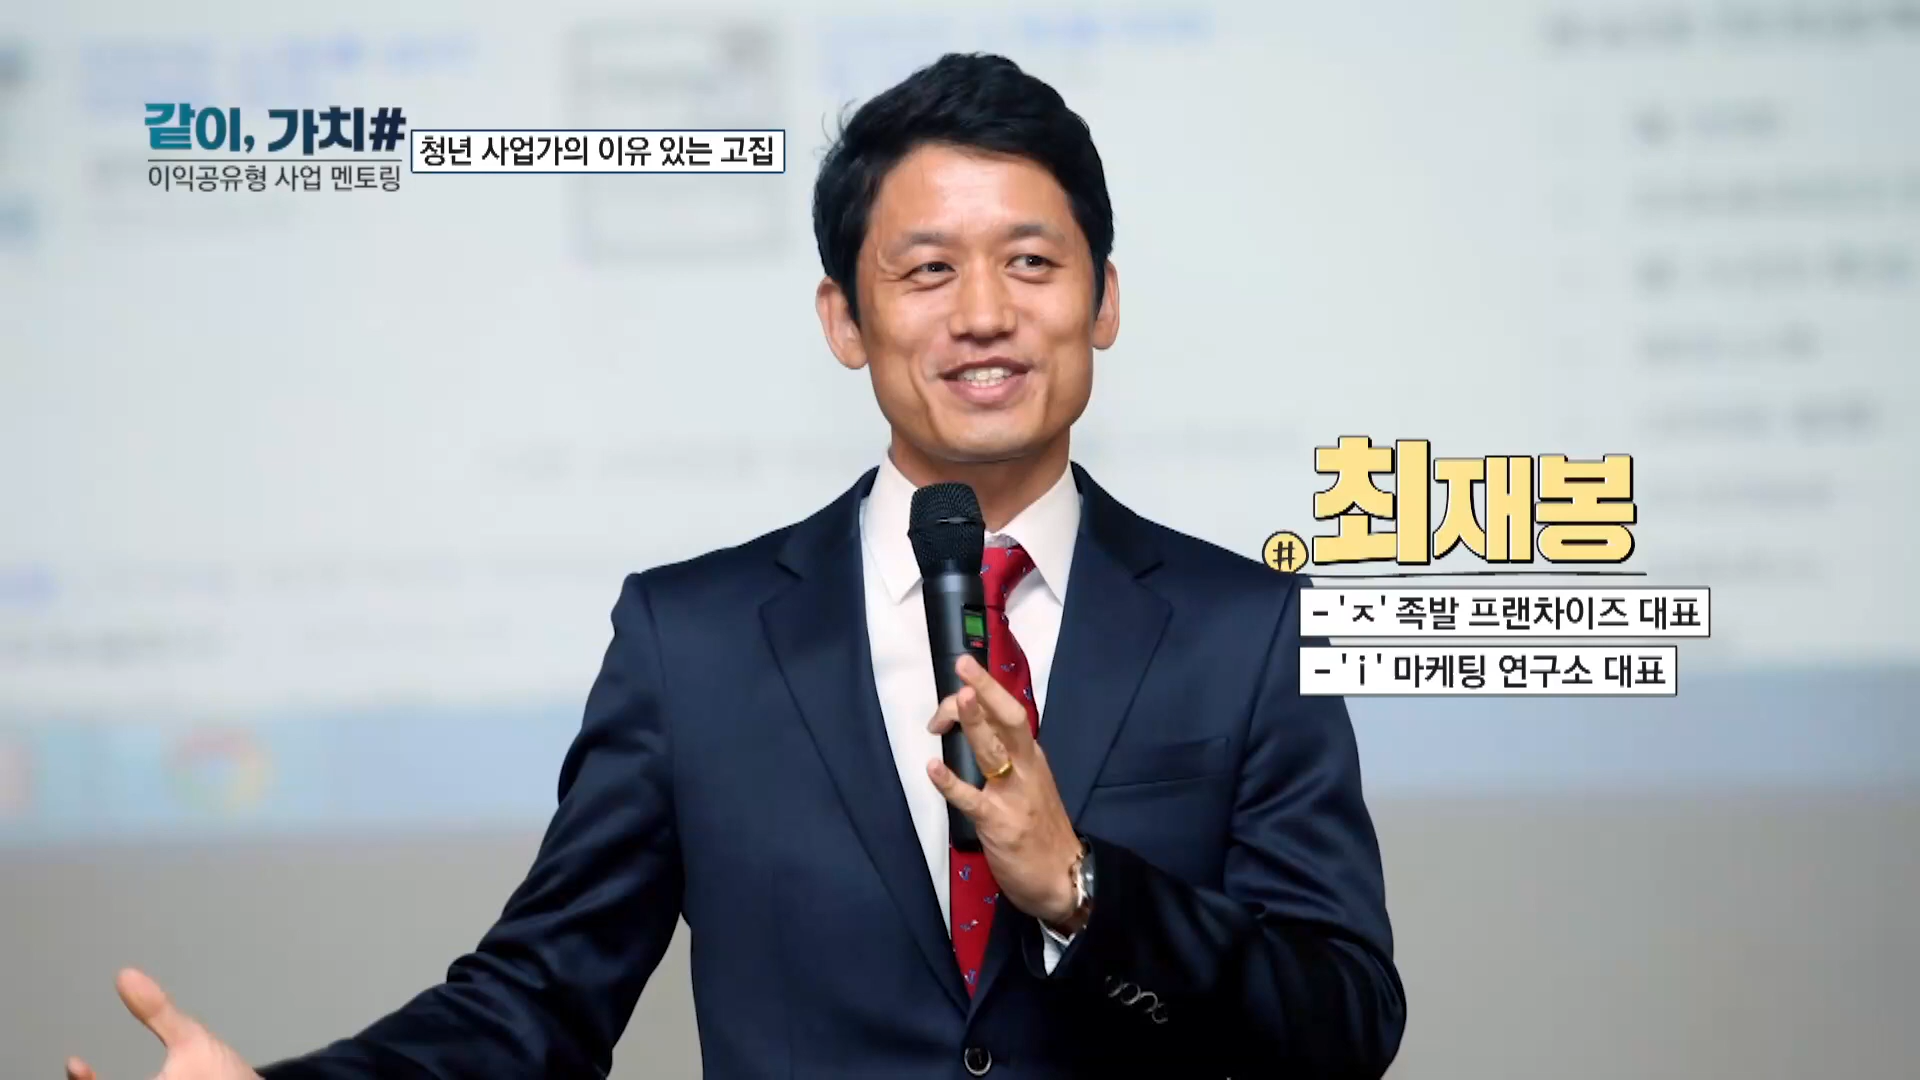 같이, 가치#
이익공유형 사업 멘토링
청년 사업가의 이유 있는 고집
#최재봉
- 'ㅈ' 족발 프랜차이즈 대표
- 'i' 마케팅 연구소 대표